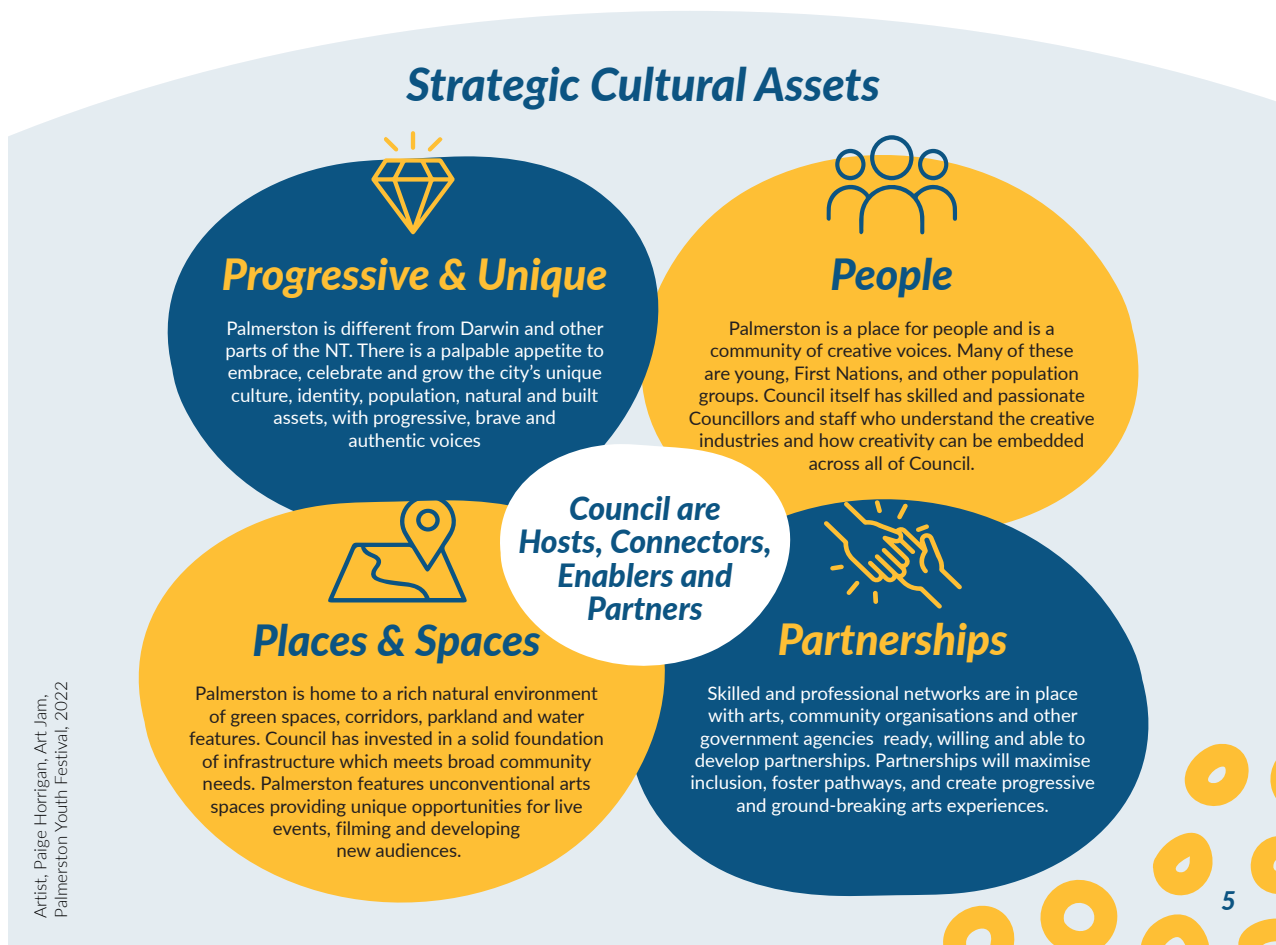 Strategic Cultural Assets
Progressive & Unique
Palmerston is different from Darwin and other
parts of the NT. There is a palpable appetite to
embrace, celebrate and grow the city’s unique
culture, identity, population, natural and built
assets, with progressive, brave and
authentic voices
People
Palmerston is a place for people and is a
community of creative voices. Many of these
are young, First Nations, and other population
groups. Council itself has skilled and passionate
Councillors and staff who understand the creative
industries and how creativity can be embedded
across all of Council.
Council are
Hosts, Connectors,
Enablers and
Partners
Places & Spaces
Palmerston is home to a rich natural environment
of green spaces, corridors, parkland and water
features. Council has invested in a solid foundation
of infrastructure which meets broad community
needs. Palmerston features unconventional arts
spaces providing unique opportunities for live
events, filming and developing
new audiences.
Partnerships
Skilled and professional networks are in place
with arts, community organisations and other
government agencies  ready, willing and able to
develop partnerships. Partnerships will maximise
inclusion, foster pathways, and create progressive
and ground-breaking arts experiences.
Artist, Paige Horrigan, Art Jam,
Palmerston Youth Festival, 2022
5